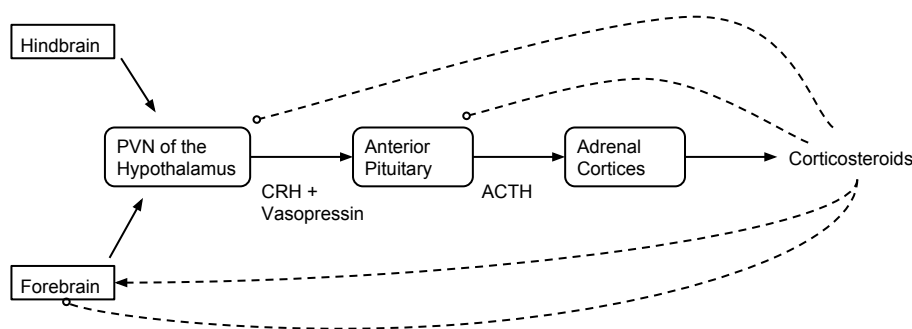 Hindbrain
PVN of the
Hypothalamus
CRH +
Vasopressin
Anterior
Pituitary
ACTH
Adrenal
Cortices
Corticosteroids
Forebrain